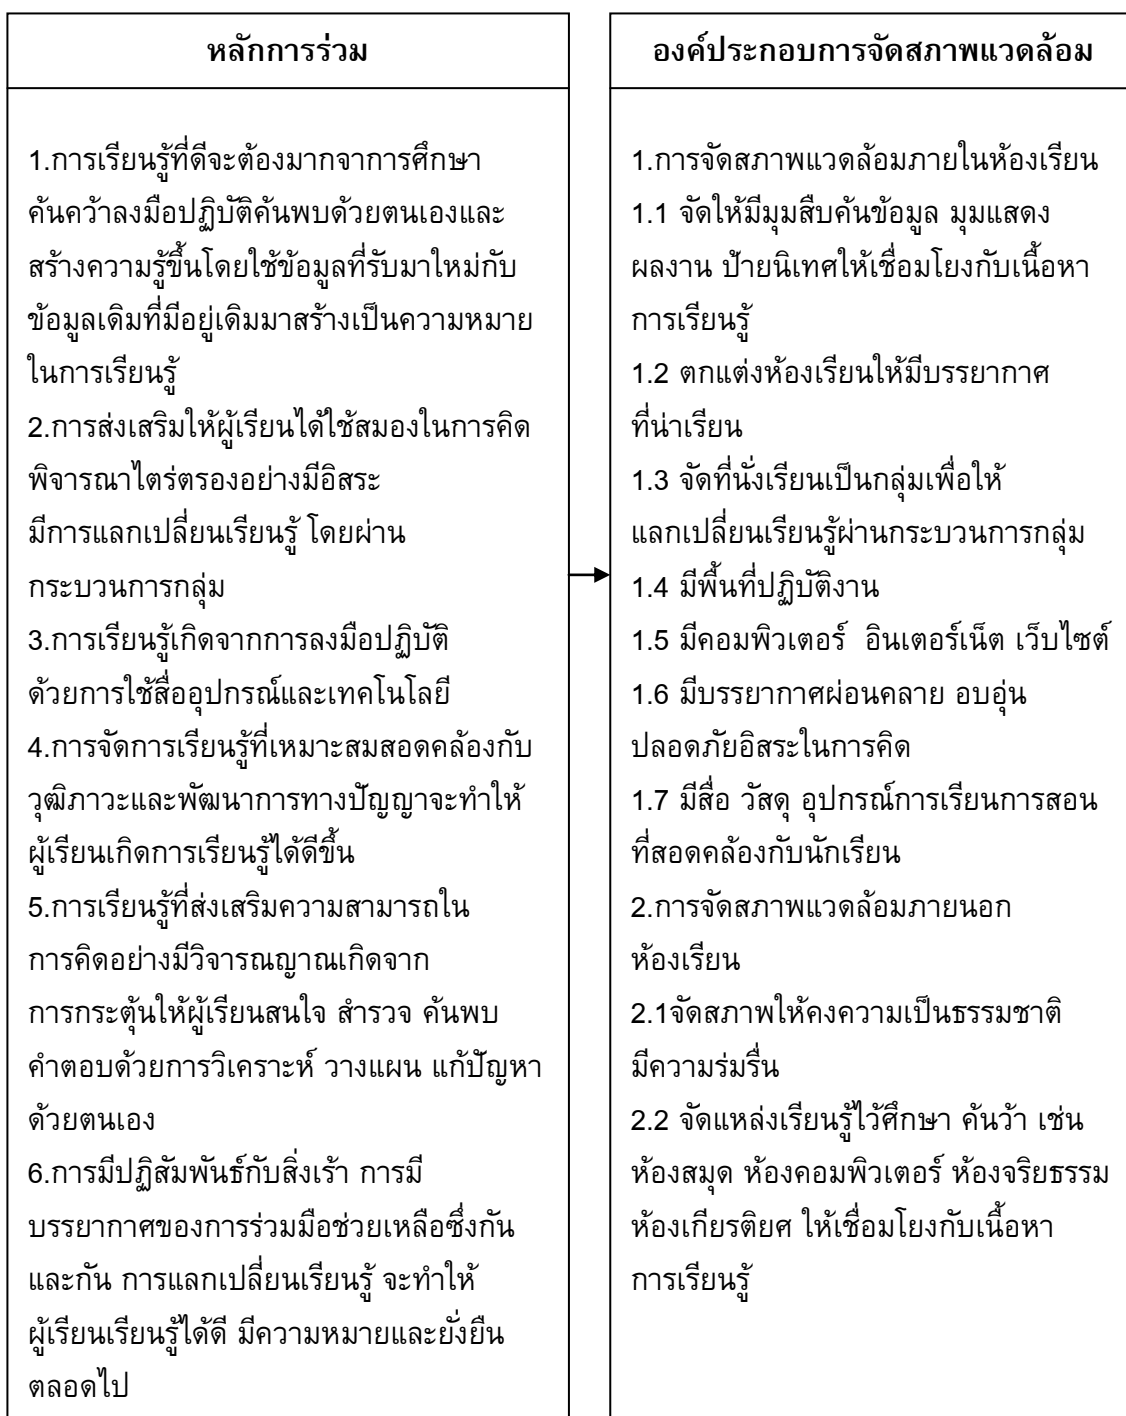 หลักการร่วม
1.การเรียนรู้ที่ดีจะต้องมากจาการศึกษา
ค้นคว้าลงมือปฏิบัติค้นพบด้วยตนเองและ
สร้างความรู้ขึ้นโดยใช้ข้อมูลที่รับมาใหม่กับ
ข้อมูลเดิมที่มีอยู่เดิมมาสร้างเป็นความหมาย
ในการเรียนรู้
2.การส่งเสริมให้ผู้เรียนได้ใช้สมองในการคิด
พิจารณาไตร่ตรองอย่างมีอิสระ
มีการแลกเปลี่ยนเรียนรู้ โดยผ่าน
กระบวนการกลุ่ม
3.การเรียนรู้เกิดจากการลงมือปฏิบัติ
ด้วยการใช้สื่ออุปกรณ์และเทคโนโลยี
4.การจัดการเรียนรู้ที่เหมาะสมสอดคล้องกับ
วุฒิภาวะและพัฒนาการทางปัญญาจะทำให้
ผู้เรียนเกิดการเรียนรู้ได้ดีขึ้น
5.การเรียนรู้ที่ส่งเสริมความสามารถใน
การคิดอย่างมีวิจารณญาณเกิดจาก
การกระตุ้นให้ผู้เรียนสนใจ สำรวจ ค้นพบ
คำตอบด้วยการวิเคราะห์ วางแผน แก้ปัญหา
ด้วยตนเอง
6.การมีปฏิสัมพันธ์กับสิ่งเร้า การมี
บรรยากาศของการร่วมมือช่วยเหลือซึ่งกัน
และกัน การแลกเปลี่ยนเรียนรู้ จะทำให้
ผู้เรียนเรียนรู้ได้ดี มีความหมายและยั่งยืน
ตลอดไป
องค์ประกอบการจัดสภาพแวดล้อม
1.การจัดสภาพแวดล้อมภายในห้องเรียน
1.1 จัดให้มีมุมสืบค้นข้อมูล มุมแสดง
ผลงาน ป้ายนิเทศให้เชื่อมโยงกับเนื้อหา
การเรียนรู้
1.2 ตกแต่งห้องเรียนให้มีบรรยากาศ
ที่น่าเรียน
1.3 จัดที่นั่งเรียนเป็นกลุ่มเพื่อให้
แลกเปลี่ยนเรียนรู้ผ่านกระบวนการกลุ่ม
1.4 มีพื้นที่ปฏิบัติงาน
1.5 มีคอมพิวเตอร์  อินเตอร์เน็ต เว็บไซต์
1.6 มีบรรยากาศผ่อนคลาย อบอุ่น
ปลอดภัยอิสระในการคิด
1.7 มีสื่อ วัสดุ อุปกรณ์การเรียนการสอน
ที่สอดคล้องกับนักเรียน
2.การจัดสภาพแวดล้อมภายนอก
ห้องเรียน
2.1จัดสภาพให้คงความเป็นธรรมชาติ
มีความร่มรื่น
2.2 จัดแหล่งเรียนรู้ไว้ศึกษา ค้นว้า เช่น
ห้องสมุด ห้องคอมพิวเตอร์ ห้องจริยธรรม
ห้องเกียรติยศ ให้เชื่อมโยงกับเนื้อหา
การเรียนรู้